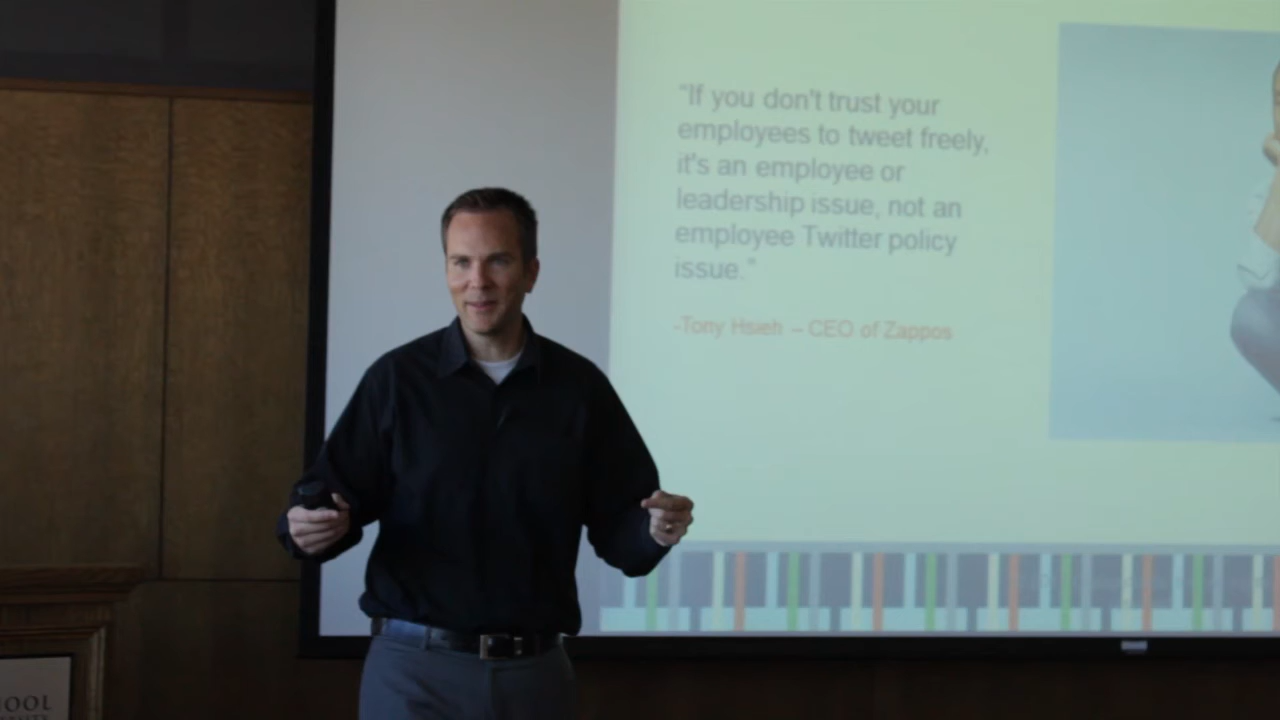 "If you don't trust your
employees to tweet freely,
it's an employee or
leadership issue, not an
employee Twitter policy
issue."
-Tony Hsieh – CEO of Zappos
OOL